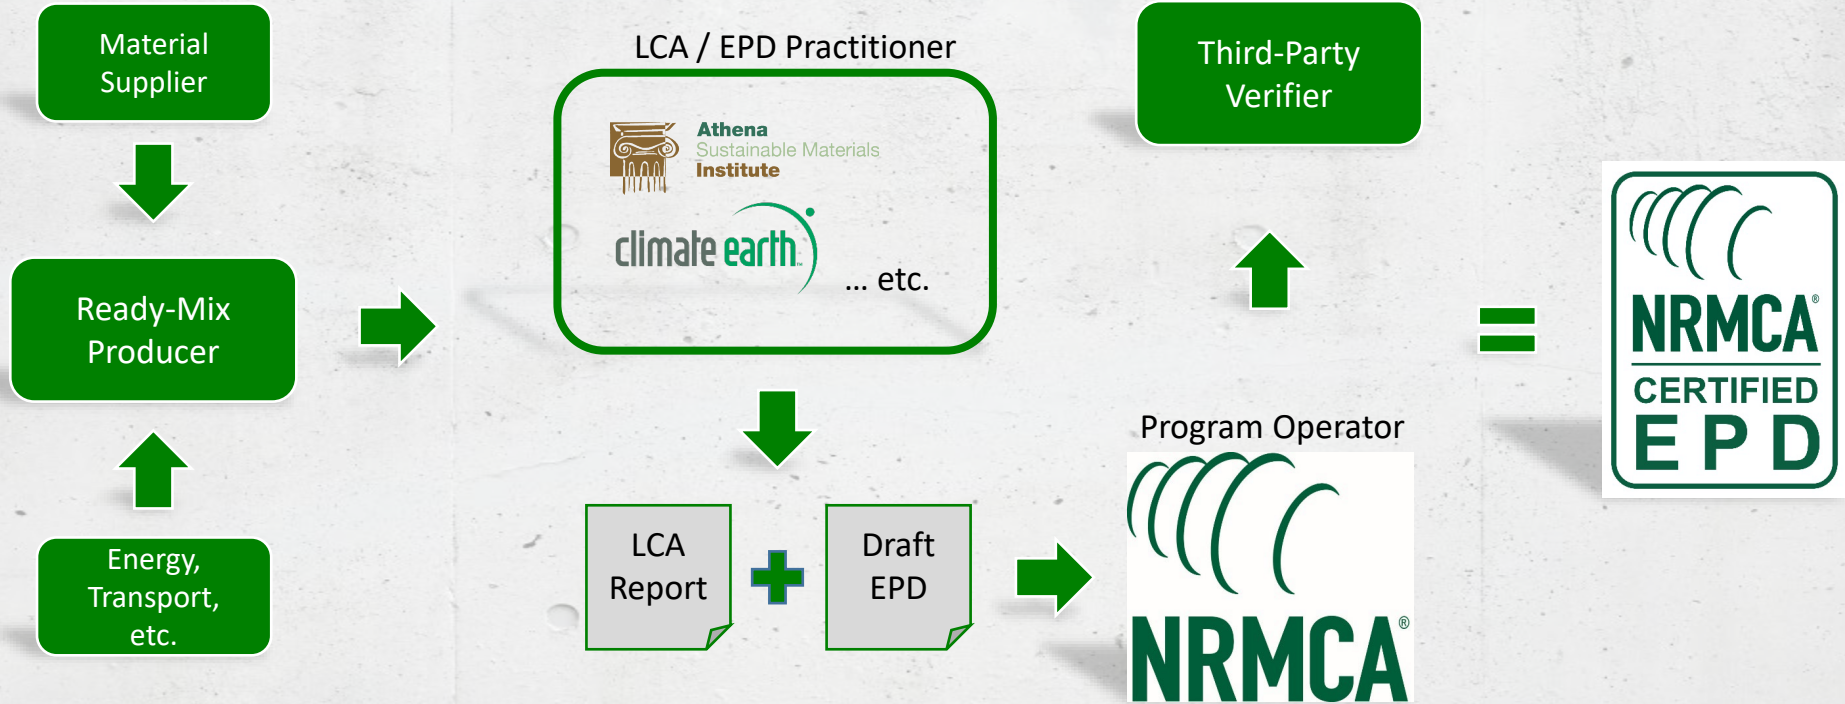 Material
Supplier
Ready-Mix
Producer
Energy,
Transport,
etc.
LCA / EPD Practitioner
Athena
Sustainable Materials
Institute
climate earth™
... etc.
LCA
Report
Draft
EPD
Program Operator
NRMCA®
Third-Party
Verifier
NRMCA®
CERTIFIED
EPD